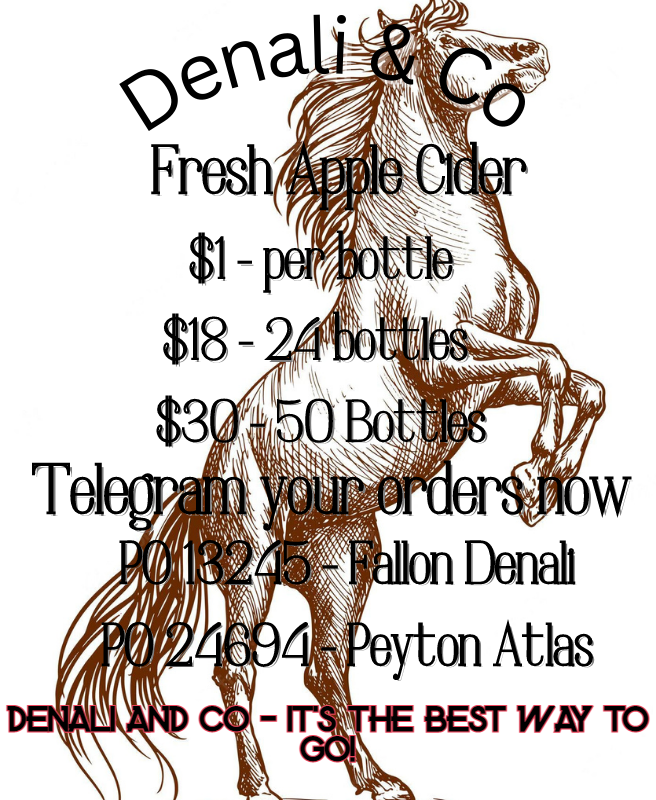 Denali & Co
Fresh Apple Cider
$1 - per bottle
$18 - 24 bottles
$30 - 50 Bottles
Telegram your orders now
PO 13245 - Fallon Denali
PO 24694 - Peyton Atlas
DENALI AND CO - IT'S THE BEST WAY TO
GO!